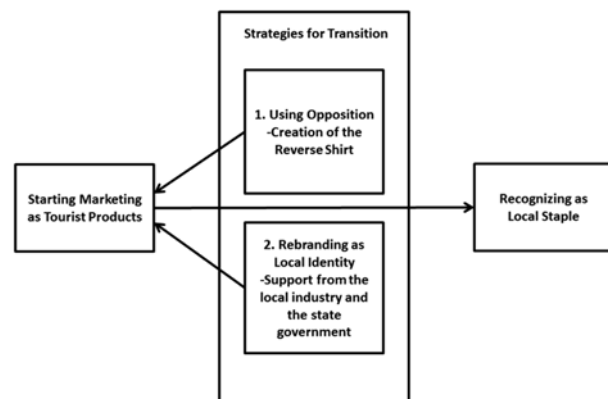 Strategies for Transition
1. Using Opposition
-Creation of the
Reverse Shirt
Starting Marketing
as Tourist Products
Recognizing as
Local Staple
2. Rebranding as
Local Identity
-Support from the
local industry and
the state
government